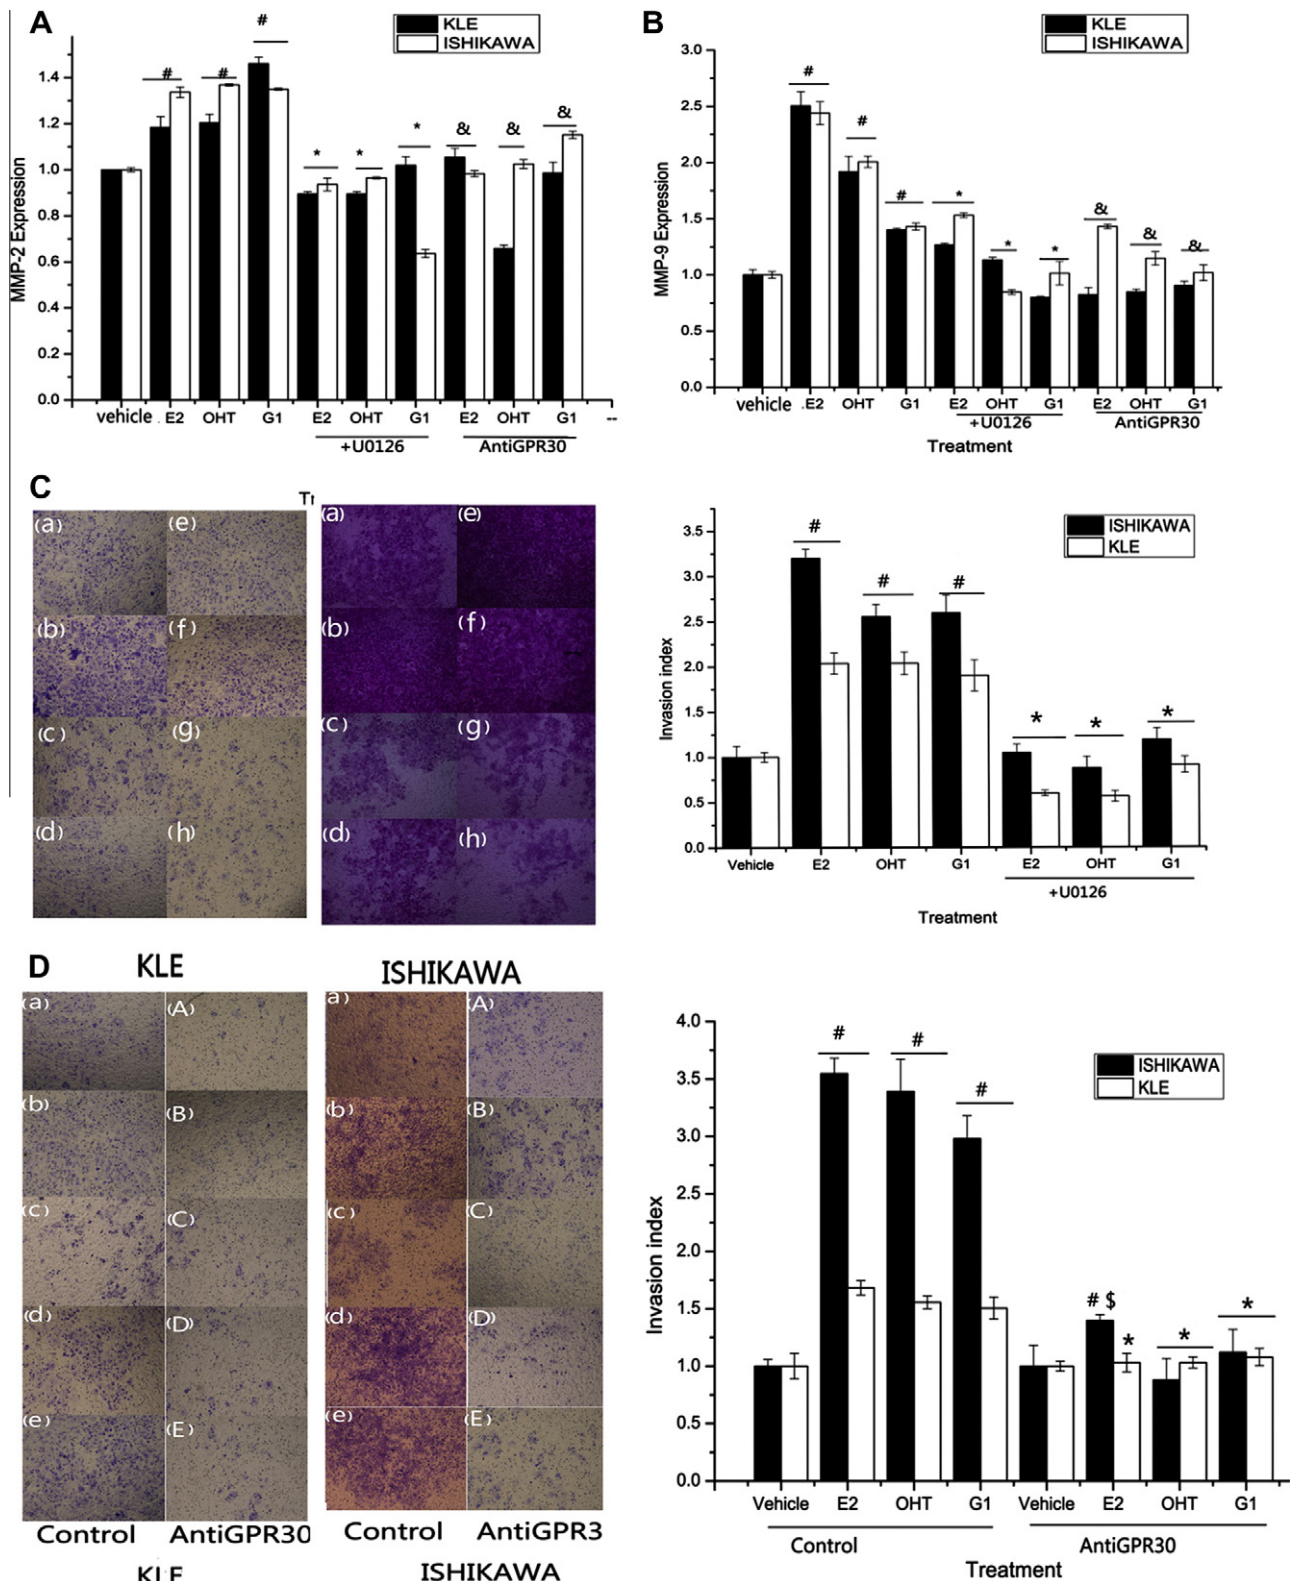 A
KLE
ISHIKAWA
MMP-2 Expression
1.4
1.2
1.0
0.8
0.6
0.4
0.2
0.0
# # # * * * & & &
vehicle E2 OHT G1 E2 OHT G1 E2 OHT G1 --
+U0126 AntiGPR30
B
KLE
ISHIKAWA
MMP-9 Expression
3.0
2.5
2.0
1.5
1.0
0.5
0.0
# # # * * * & & &
vehicle .E2 OHT G1 E2 OHT G1 E2 OHT G1
+U0126 AntiGPR30
Treatment
C
(a) (e) (a) (e)
(b) (f) (b) (f)
(c) (g) (c) (g)
(d) (h) (d) (h)
ISHIKAWA
KLE
Invasion index
3.5
3.0
2.5
2.0
1.5
1.0
0.5
0.0
# # # * * *
Vehicle E2 OHT G1 E2 OHT G1
+U0126
Treatment
D
KLE ISHIKAWA
(a) (A) a) (A)
(b) (B) (b) (B)
(c) (C) (c) (C)
(d) (D) (d) (D)
(e) (E) (e) (E)
Control AntiGPR30 Control AntiGPR3
KLE ISHIKAWA
ISHIKAWA
KLE
Invasion index
4.0
3.5
3.0
2.5
2.0
1.5
1.0
0.5
0.0
# # # # $ * * *
Vehicle E2 OHT G1 Vehicle E2 OHT G1
Control AntiGPR30
Treatment